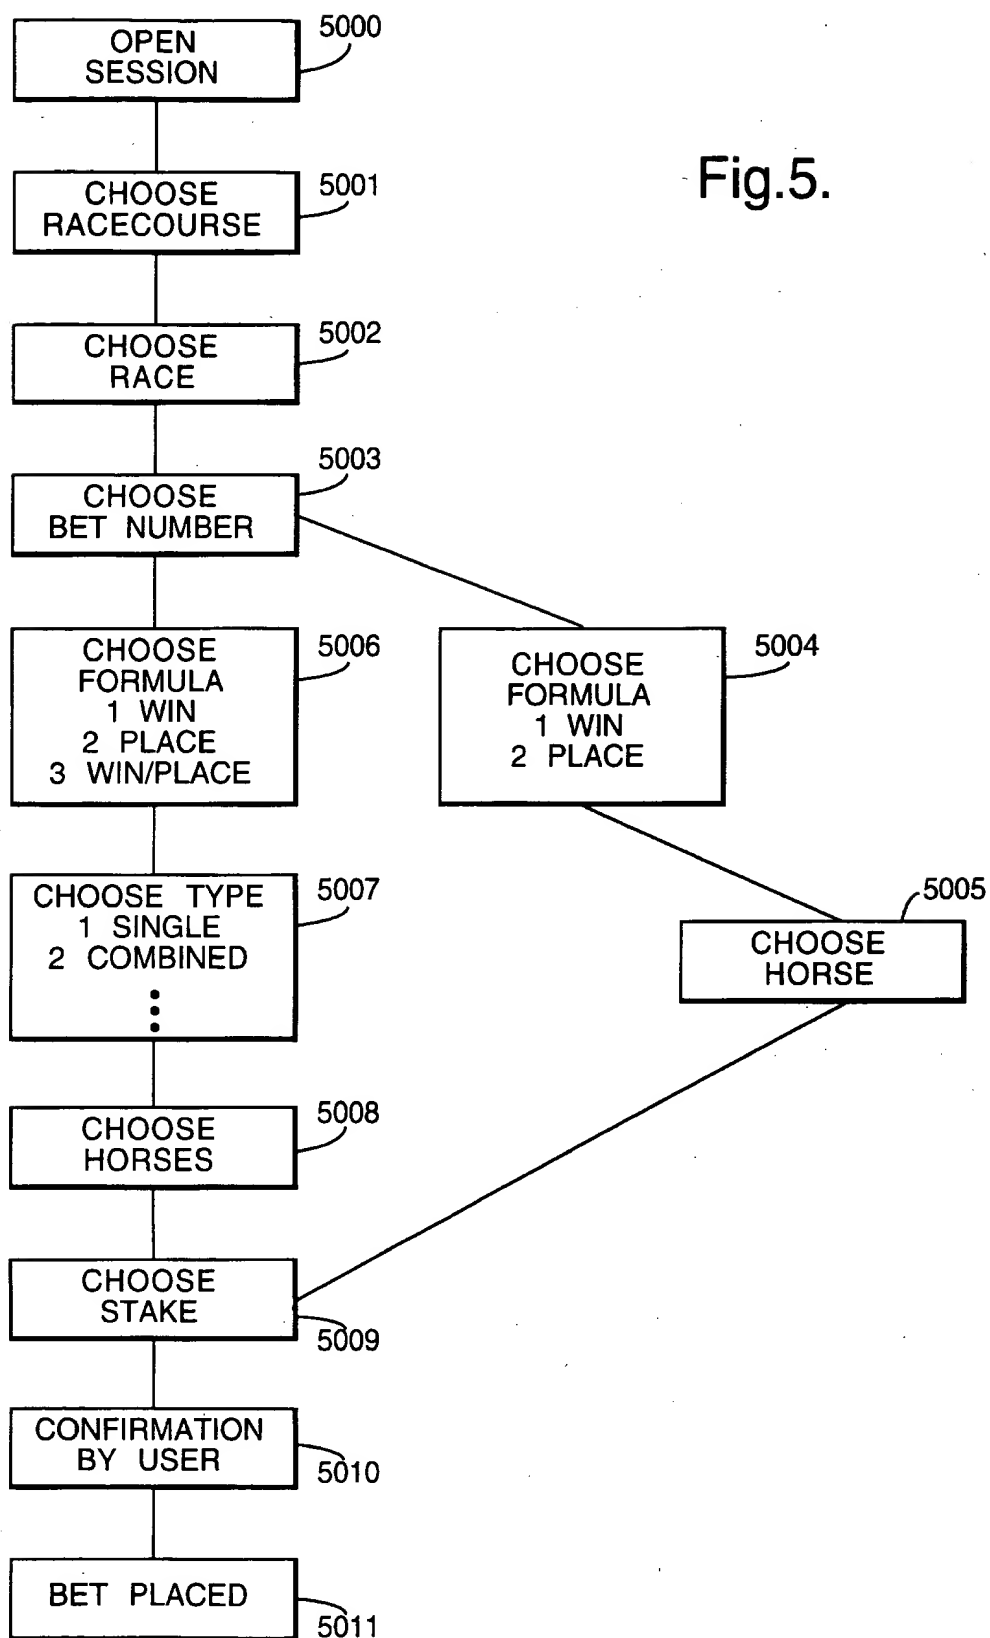 5000
OPEN
SESSION
Fig.5.
5001
CHOOSE
RACECOURSE
5002
CHOOSE
RACE
5003
CHOOSE
BET NUMBER
5006
CHOOSE
FORMULA
1 WIN
2 PLACE
3 WIN/PLACE
5004
CHOOSE
FORMULA
1 WIN
2 PLACE
5007
CHOOSE TYPE
1 SINGLE
2 COMBINED
5005
CHOOSE
HORSE
5008
CHOOSE
HORSES
CHOOSE
STAKE
5009
CONFIRMATION
BY USER
5010
BET PLACED
5011